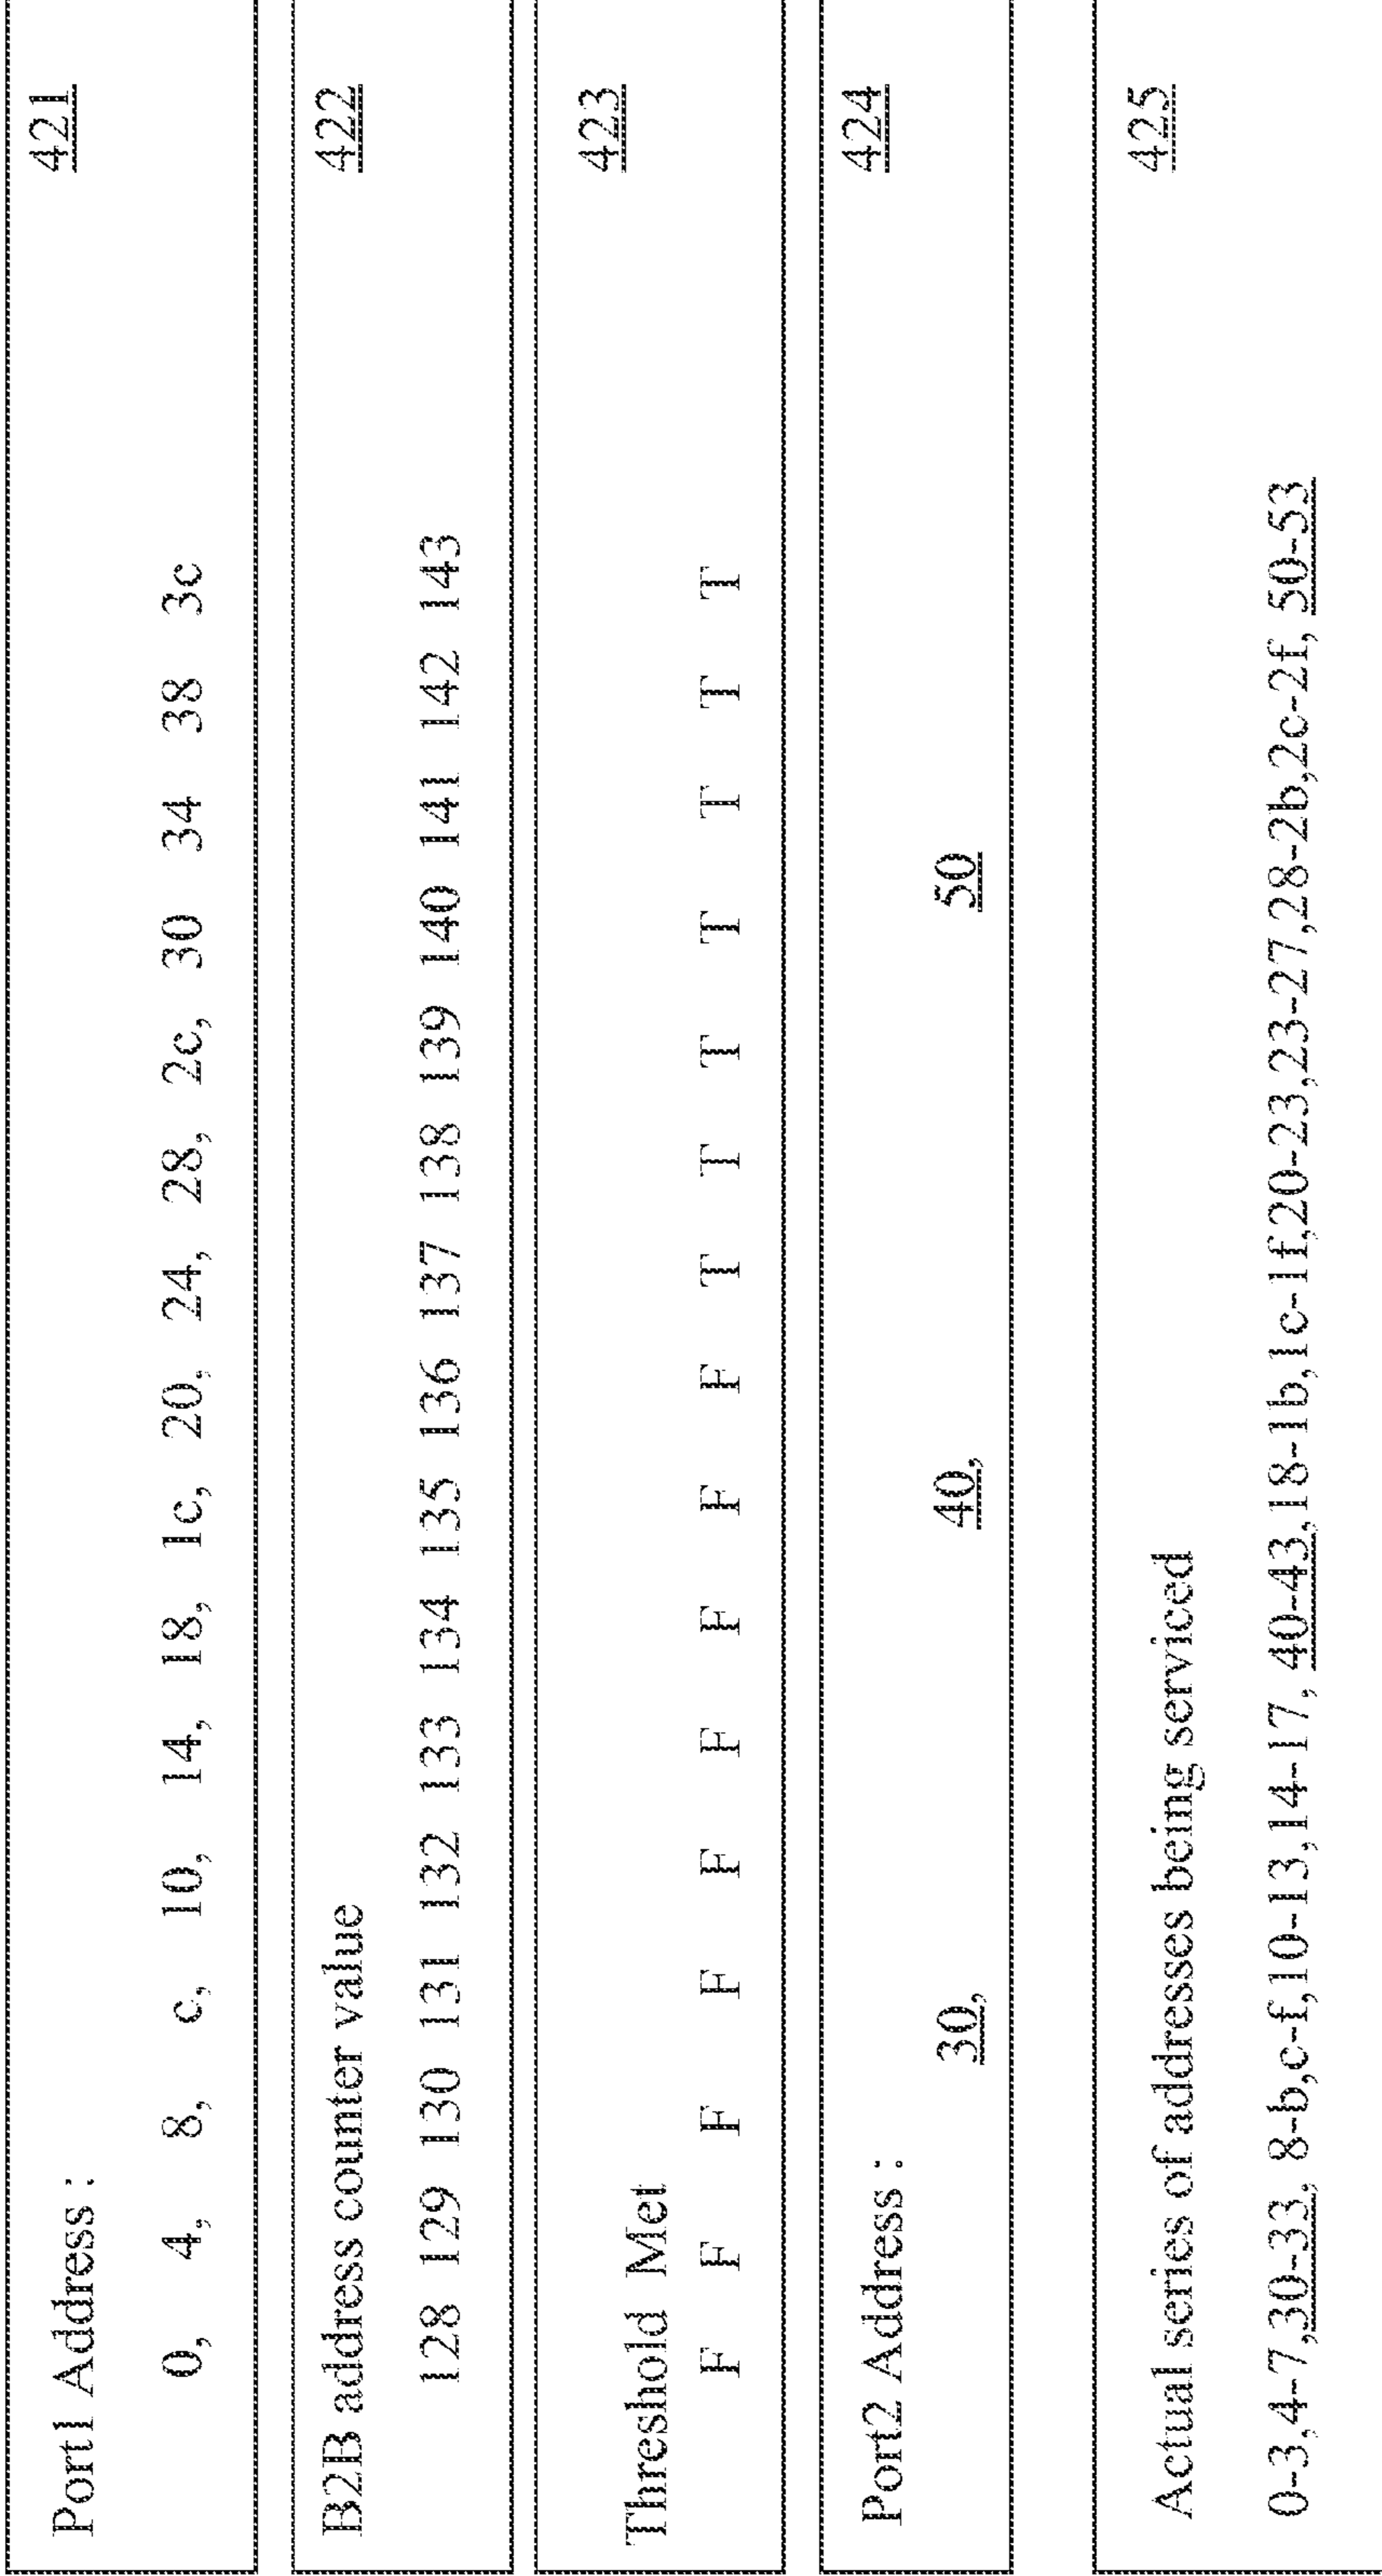 Port1 Address : 421
0, 4, 8, c, 10, 14, 18, 1c, 20, 24, 28, 2c, 30 34 38 3c
B2B address counter value 422
128 129 130 131 132 133 134 135 136 137 138 139 140 141 142 143
Threshold Met 423
F F F F F F F F F T T T T T T T
Port2 Address : 424
30, 40, 50
Actual series of addresses being serviced 425
0-3,4-7,30-33, 8-b,c-f,10-13,14-17, 40-43,18-1b,1c-1f,20-23,23-27,28-2b,2c-2f, 50-53